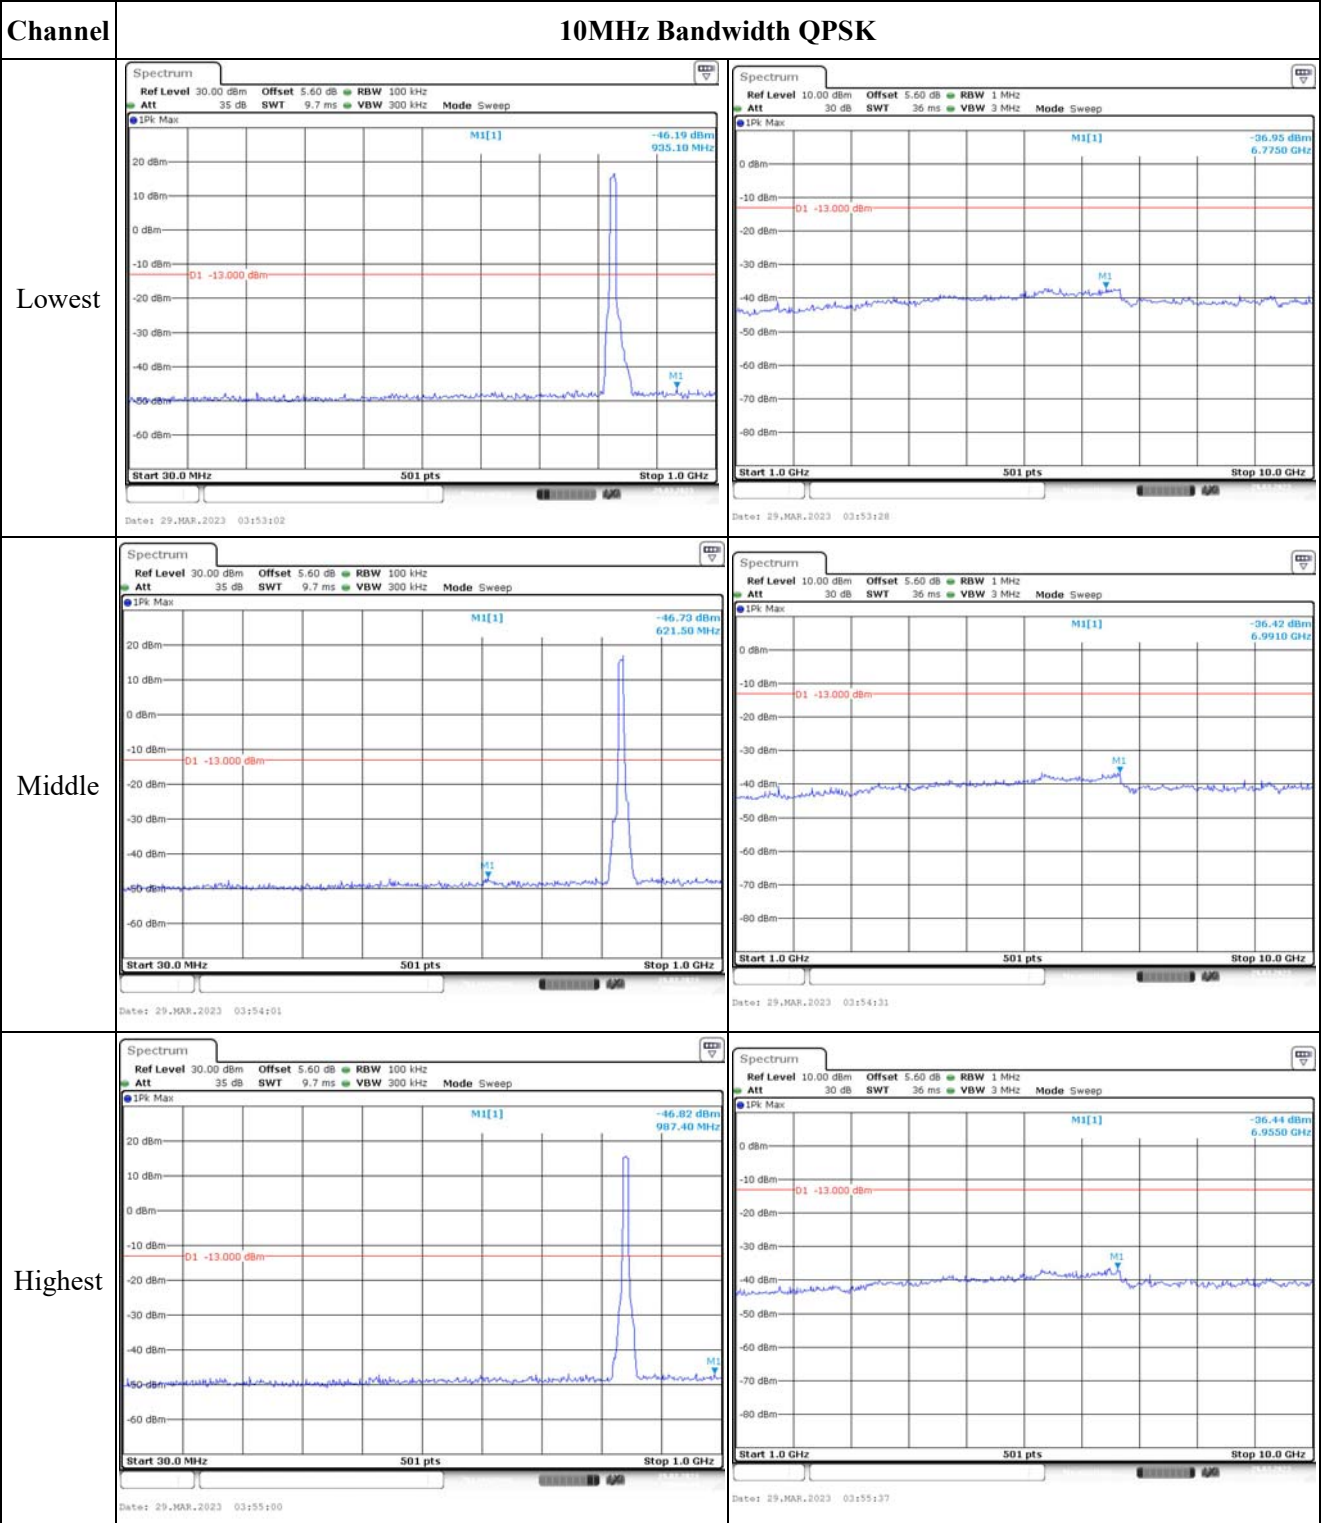 Channel 10MHz Bandwidth QPSK
Lowest
Spectrum
Ref Level 30.00 dBm Offset 5.60 dB RBW 100 kHz
Att 35 dB SWT 9.7 ms VBW 300 kHz Mode Sweep
1Pk Max
M1[1] -46.19 dBm
935.10 MHz
20 dBm
10 dBm
0 dBm
-10 dBm
D1 -13.000 dBm
-20 dBm
-30 dBm
-40 dBm
M1
-50 dBm
-60 dBm
Start 30.0 MHz 501 pts Stop 1.0 GHz
Date: 29.MAR.2023 03:53:02
Spectrum
Ref Level 10.00 dBm Offset 5.60 dB RBW 1 MHz
Att 30 dB SWT 36 ms VBW 3 MHz Mode Sweep
1Pk Max
M1[1] -36.95 dBm
6.7750 GHz
0 dBm
-10 dBm
D1 -13.000 dBm
-20 dBm
-30 dBm
M1
-40 dBm
-50 dBm
-60 dBm
-70 dBm
-80 dBm
Start 1.0 GHz 501 pts Stop 10.0 GHz
Date: 29.MAR.2023 03:53:28
Middle
Spectrum
Ref Level 30.00 dBm Offset 5.60 dB RBW 100 kHz
Att 35 dB SWT 9.7 ms VBW 300 kHz Mode Sweep
1Pk Max
M1[1] -46.73 dBm
621.50 MHz
20 dBm
10 dBm
0 dBm
-10 dBm
D1 -13.000 dBm
-20 dBm
-30 dBm
-40 dBm
M1
-50 dBm
-60 dBm
Start 30.0 MHz 501 pts Stop 1.0 GHz
Date: 29.MAR.2023 03:54:01
Spectrum
Ref Level 10.00 dBm Offset 5.60 dB RBW 1 MHz
Att 30 dB SWT 36 ms VBW 3 MHz Mode Sweep
1Pk Max
M1[1] -36.42 dBm
6.9910 GHz
0 dBm
-10 dBm
D1 -13.000 dBm
-20 dBm
-30 dBm
M1
-40 dBm
-50 dBm
-60 dBm
-70 dBm
-80 dBm
Start 1.0 GHz 501 pts Stop 10.0 GHz
Date: 29.MAR.2023 03:54:31
Highest
Spectrum
Ref Level 30.00 dBm Offset 5.60 dB RBW 100 kHz
Att 35 dB SWT 9.7 ms VBW 300 kHz Mode Sweep
1Pk Max
M1[1] -46.82 dBm
987.40 MHz
20 dBm
10 dBm
0 dBm
-10 dBm
D1 -13.000 dBm
-20 dBm
-30 dBm
-40 dBm
M1
-50 dBm
-60 dBm
Start 30.0 MHz 501 pts Stop 1.0 GHz
Date: 29.MAR.2023 03:55:00
Spectrum
Ref Level 10.00 dBm Offset 5.60 dB RBW 1 MHz
Att 30 dB SWT 36 ms VBW 3 MHz Mode Sweep
1Pk Max
M1[1] -36.44 dBm
6.9550 GHz
0 dBm
-10 dBm
D1 -13.000 dBm
-20 dBm
-30 dBm
M1
-40 dBm
-50 dBm
-60 dBm
-70 dBm
-80 dBm
Start 1.0 GHz 501 pts Stop 10.0 GHz
Date: 29.MAR.2023 03:55:37